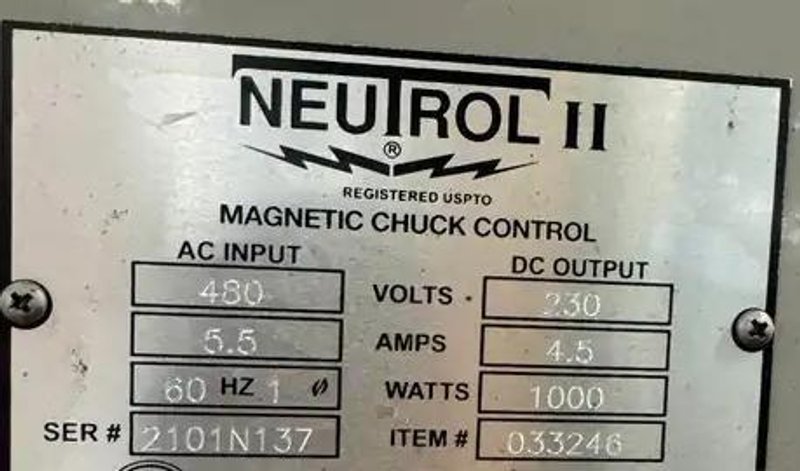 NEUTROL II
®
REGISTERED USPTO
MAGNETIC CHUCK CONTROL
AC INPUT DC OUTPUT
480 VOLTS 230
5.5 AMPS 4.5
60 HZ 1 ø WATTS 1000
SER # 2101N137 ITEM # 033246